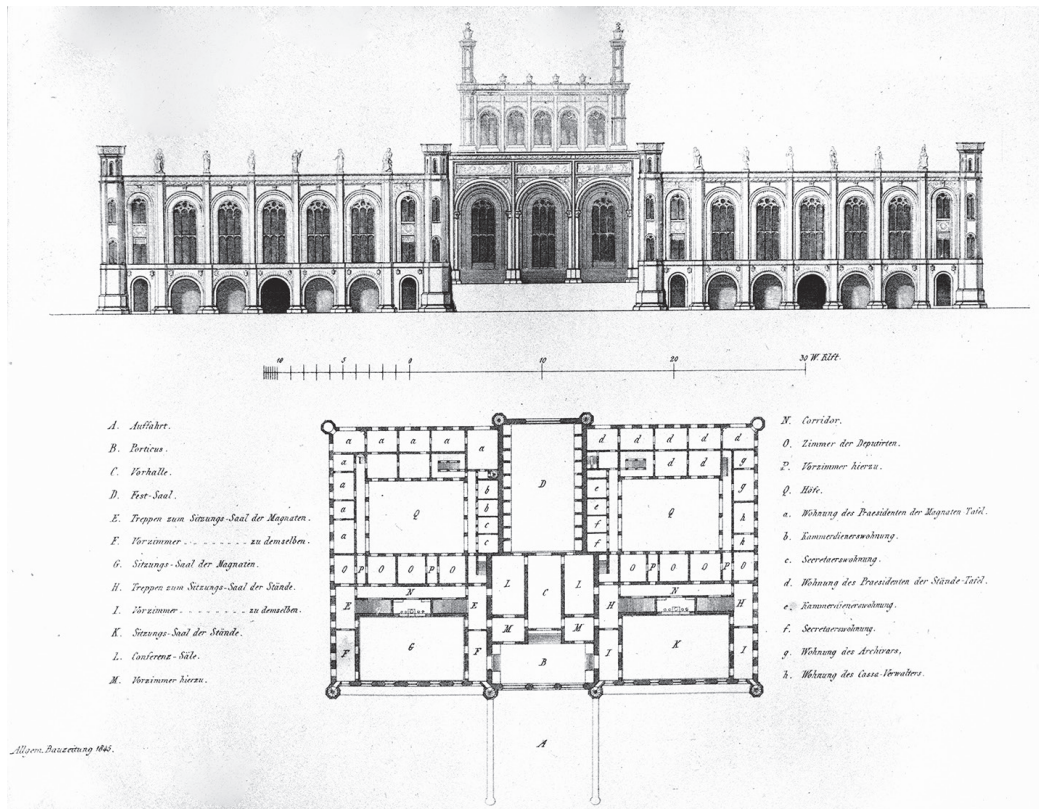 10 5 0 10 20 30 W. Klft.
A. Auffahrt.
B. Porticus.
C. Vorhalle.
D. Fest-Saal.
E. Treppen zum Sitzungs-Saal der Magnaten.
F. Vorzimmer . . . . . . . . . zu demselben.
G. Sitzungs-Saal der Magnaten.
H. Treppen zum Sitzungs-Saal der Stände.
I. Vorzimmer . . . . . . . . . zu demselben.
K. Sitzungs-Saal der Stände.
L. Conferenz-Säle.
M. Vorzimmer hierzu.
a a a a a d d d d d
a d d g
a b D e g
a b e h
a c Q Q f h
c f
O P O O P O O P O O P O
N L C L N
E E H H
M M
F G F B I K I
A
N. Corridor.
O. Zimmer der Deputirten.
P. Vorzimmer hierzu.
Q. Höfe.
a. Wohnung des Praesidenten der Magnaten-Tafel.
b. Kammerdienerswohnung.
c. Secretaerswohnung.
d. Wohnung des Praesidenten der Stände-Tafel.
e. Kammerdienerswohnung.
f. Secretaerswohnung.
g. Wohnung des Archivars,
h. Wohnung des Cassa-Verwalters.
Allgem. Bauzeitung 1845.